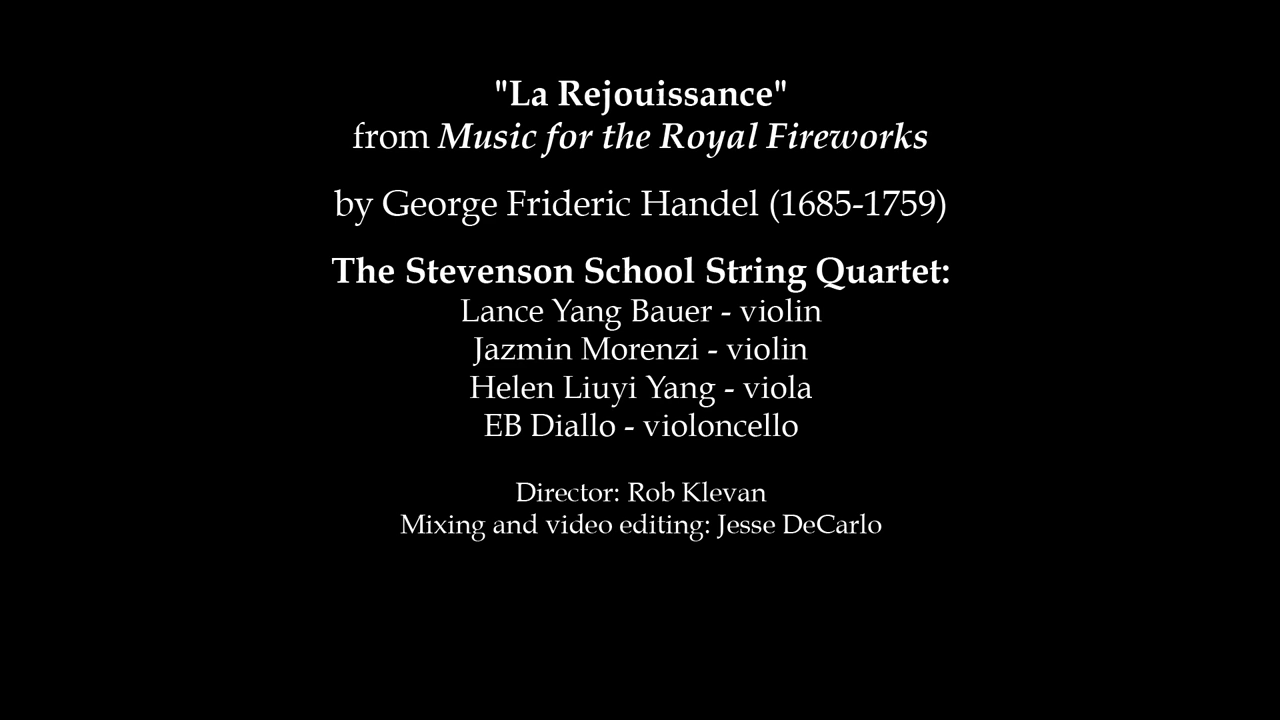 "La Rejouissance"
from Music for the Royal Fireworks
by George Frideric Handel (1685-1759)
The Stevenson School String Quartet:
Lance Yang Bauer - violin
Jazmin Morenzi - violin
Helen Liuyi Yang - viola
EB Diallo - violoncello
Director: Rob Klevan
Mixing and video editing: Jesse DeCarlo